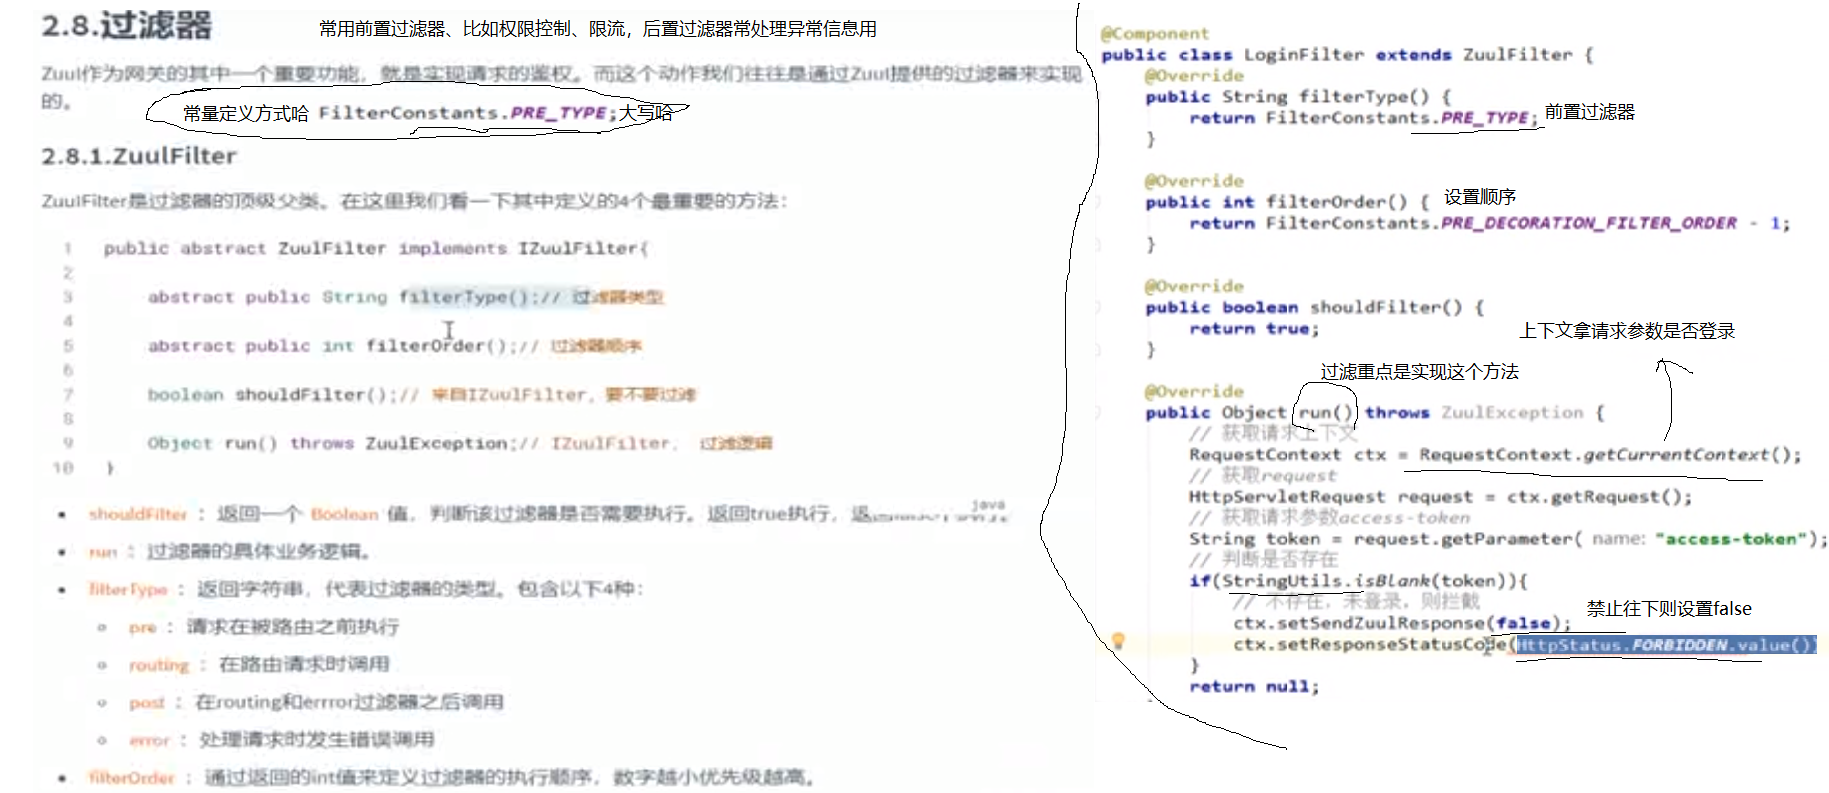 2.8.过滤器
常用前置过滤器、比如权限控制、限流，后置过滤器常处理异常信息用
Zuul作为网关的其中一个重要功能，就是实现请求的鉴权。而这个动作我们往往是通过Zuul提供的过滤器来实现
的。
常量定义方式哈 FilterConstants.PRE_TYPE;大写哈
2.8.1.ZuulFilter
ZuulFilter是过滤器的顶级父类。在这里我们看一下其中定义的4个最重要的方法：
1 public abstract ZuulFilter implements IZuulFilter{
2
3 abstract public String filterType();// 过滤器类型
4
5 abstract public int filterOrder();// 过滤器顺序
6
7 boolean shouldFilter();// 来自IZuulFilter，要不要过滤
8
9 Object run() throws ZuulException;// IZuulFilter， 过滤逻辑
10 }
java
• shouldFilter ：返回一个 Boolean 值，判断该过滤器是否需要执行。返回true执行，
• run ：过滤器的具体业务逻辑。
• filterType ：返回字符串，代表过滤器的类型。包含以下4种：
○ pre ：请求在被路由之前执行
○ routing ：在路由请求时调用
○ post ：在routing和errror过滤器之后调用
○ error ：处理请求时发生错误调用
• filterOrder ：通过返回的int值来定义过滤器的执行顺序，数字越小优先级越高。
@Component
public class LoginFilter extends ZuulFilter {
@Override
public String filterType() {
return FilterConstants.PRE_TYPE; 前置过滤器
}
@Override
public int filterOrder() { 设置顺序
return FilterConstants.PRE_DECORATION_FILTER_ORDER - 1;
}
@Override
public boolean shouldFilter() {
return true;
上下文拿请求参数是否登录
}
过滤重点是实现这个方法
@Override
public Object run() throws ZuulException {
// 获取请求上下文
RequestContext ctx = RequestContext.getCurrentContext();
// 获取request
HttpServletRequest request = ctx.getRequest();
// 获取请求参数access-token
String token = request.getParameter( name: "access-token");
// 判断是否存在
if(StringUtils.isBlank(token)){
// 不存在，未登录，则拦截
禁止往下则设置false
ctx.setSendZuulResponse(false);
ctx.setResponseStatusCode(HttpStatus.FORBIDDEN.value())
}
return null;